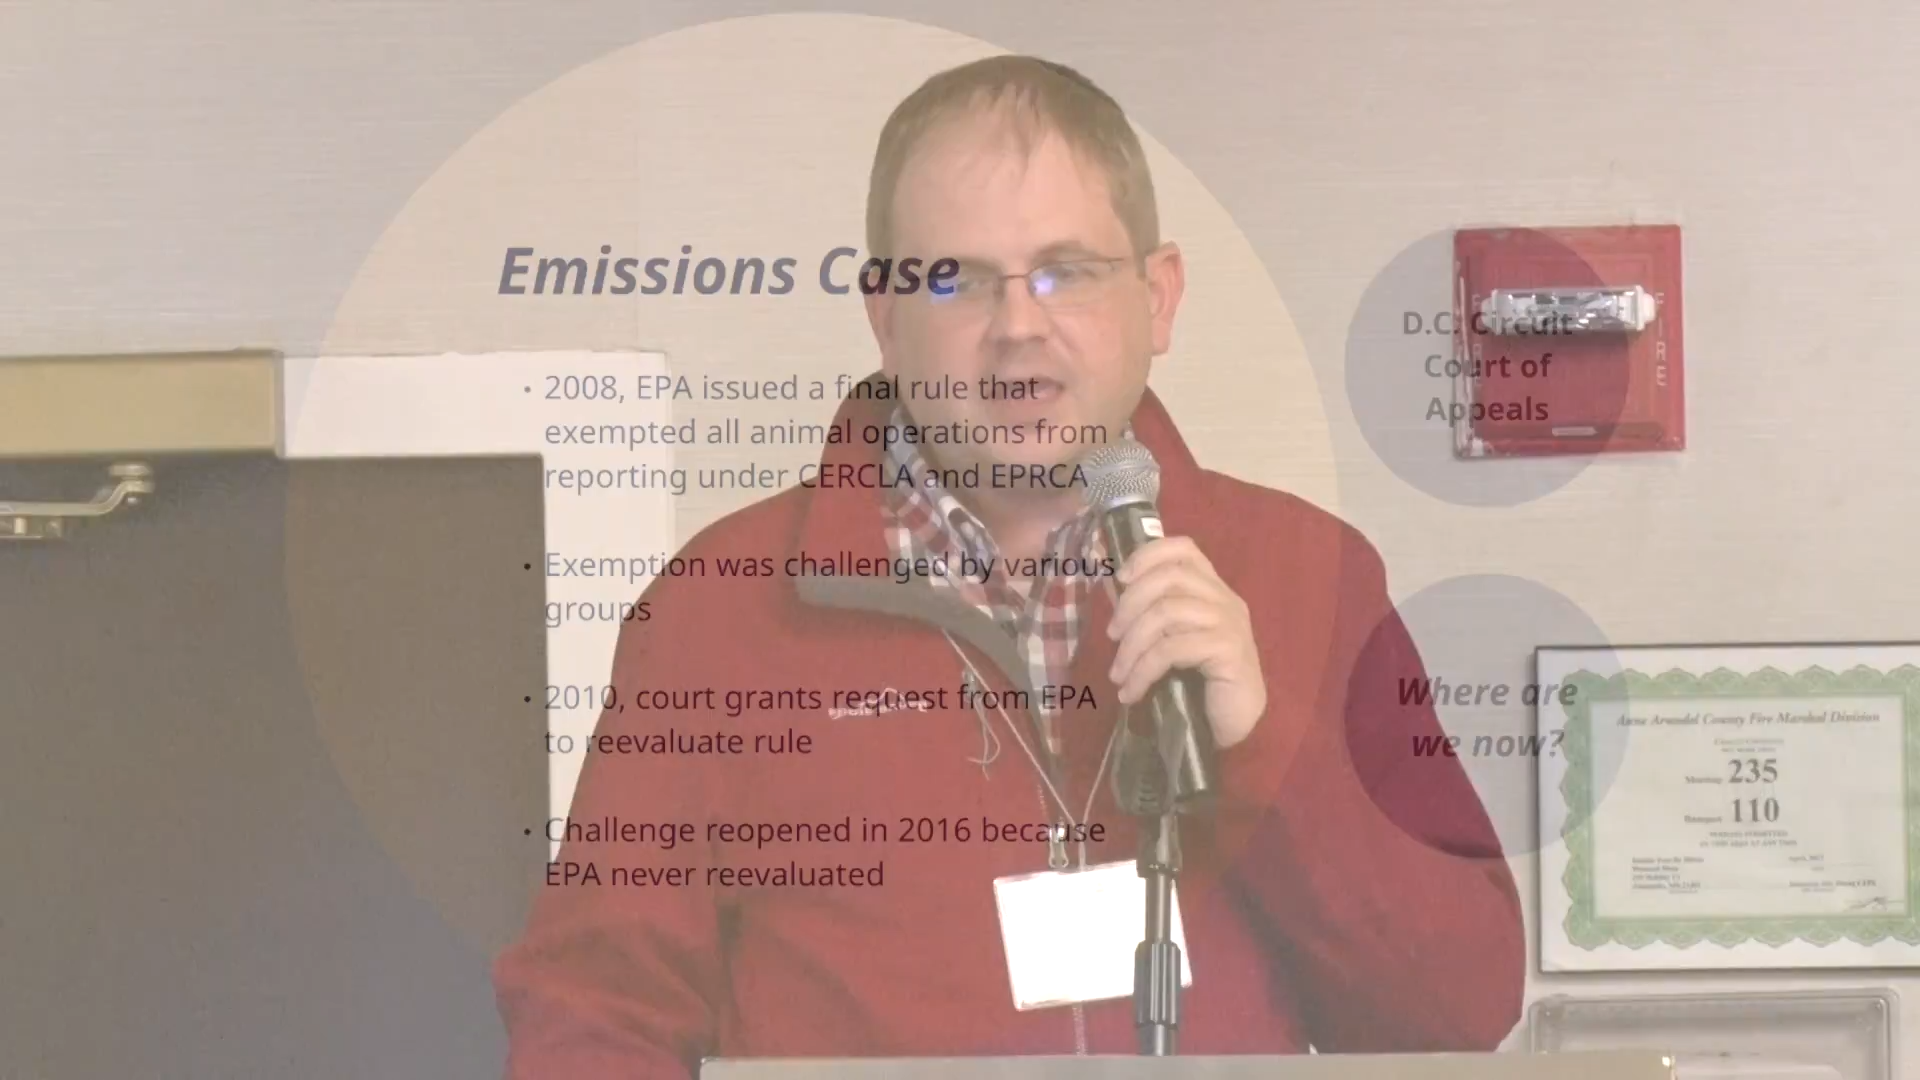 Emissions Case
• 2008, EPA issued a final rule that
exempted all animal operations from
reporting under CERCLA and EPRCA
• Exemption was challenged by various
groups
• 2010, court grants request from EPA
to reevaluate rule
• Challenge reopened in 2016 because
EPA never reevaluated
D.C. Circuit
Court of
Appeals
Where are
we now?
FIRE
FIRE
Anne Arundel County Fire Marshal Division
235
110